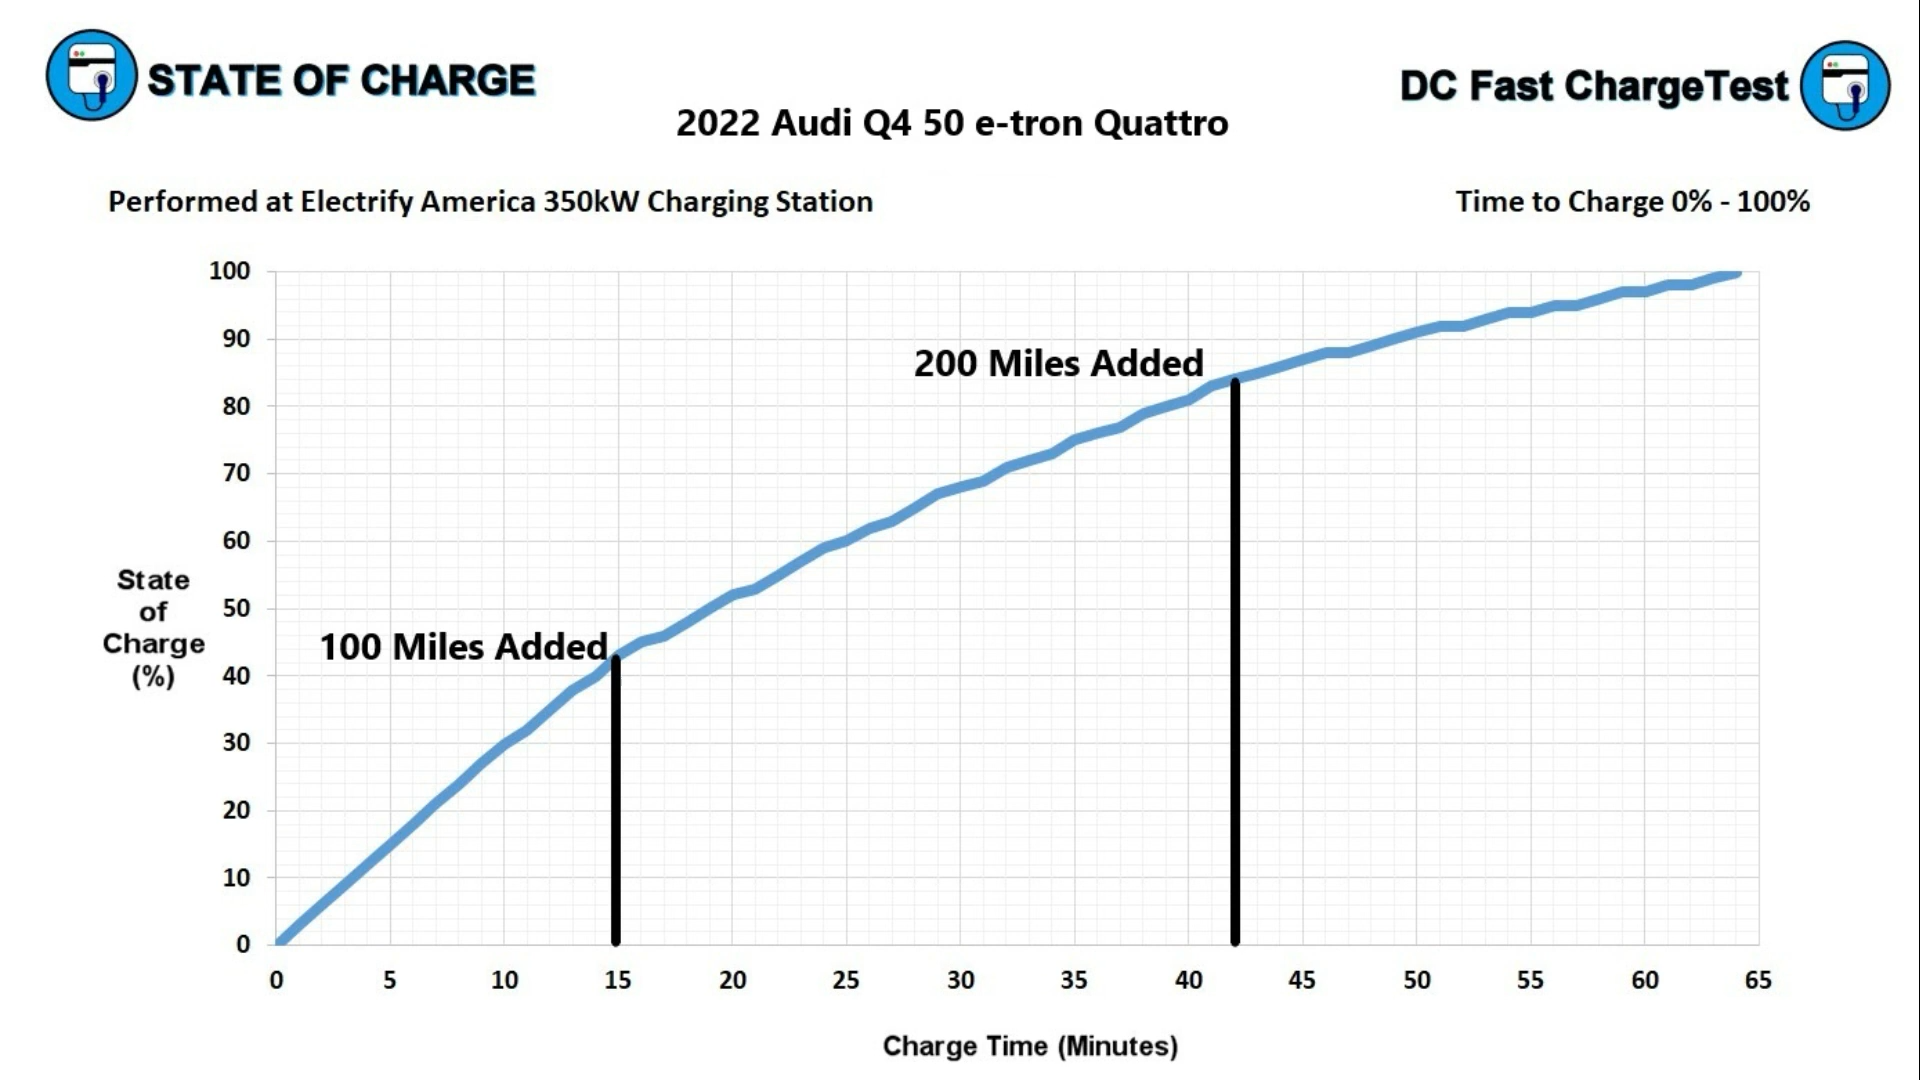 STATE OF CHARGE
DC Fast ChargeTest
2022 Audi Q4 50 e-tron Quattro
Performed at Electrify America 350kW Charging Station
Time to Charge 0% - 100%
100
90
200 Miles Added
80
70
60
State
of
Charge
(%)
50
100 Miles Added
40
30
20
10
0
0 5 10 15 20 25 30 35 40 45 50 55 60 65
Charge Time (Minutes)